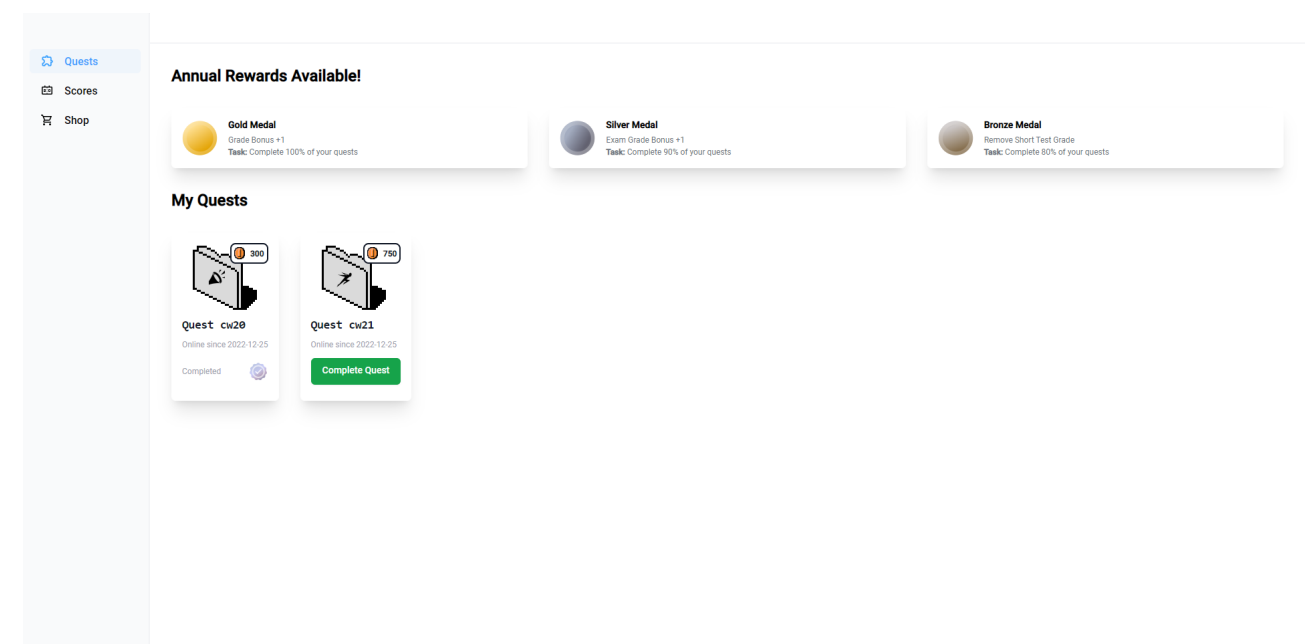 Quests
Scores
Shop
Annual Rewards Available!
Gold Medal
Grade Bonus +1
Task: Complete 100% of your quests
Silver Medal
Exam Grade Bonus +1
Task: Complete 90% of your quests
Bronze Medal
Remove Short Test Grade
Task: Complete 80% of your quests
My Quests
300
Quest cw20
Online since 2022-12-25
Completed
750
Quest cw21
Online since 2022-12-25
Complete Quest